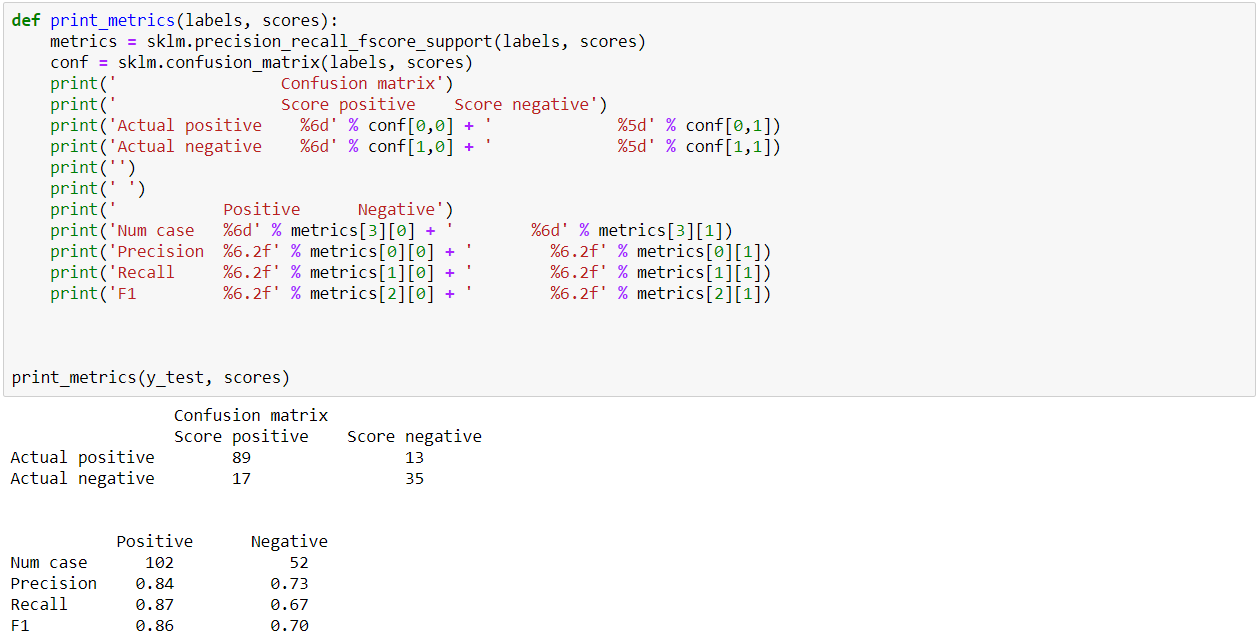 def print_metrics(labels, scores):
    metrics = sklm.precision_recall_fscore_support(labels, scores)
    conf = sklm.confusion_matrix(labels, scores)
    print('                 Confusion matrix')
    print('                 Score positive    Score negative')
    print('Actual positive    %6d' % conf[0,0] + '             %5d' % conf[0,1])
    print('Actual negative    %6d' % conf[1,0] + '             %5d' % conf[1,1])
    print('')
    print(' ')
    print('           Positive      Negative')
    print('Num case   %6d' % metrics[3][0] + '        %6d' % metrics[3][1])
    print('Precision  %6.2f' % metrics[0][0] + '        %6.2f' % metrics[0][1])
    print('Recall     %6.2f' % metrics[1][0] + '        %6.2f' % metrics[1][1])
    print('F1         %6.2f' % metrics[2][0] + '        %6.2f' % metrics[2][1])
print_metrics(y_test, scores)
                 Confusion matrix
                 Score positive    Score negative
Actual positive        89                13
Actual negative        17                35
           Positive      Negative
Num case      102            52
Precision    0.84          0.73
Recall       0.87          0.67
F1           0.86          0.70